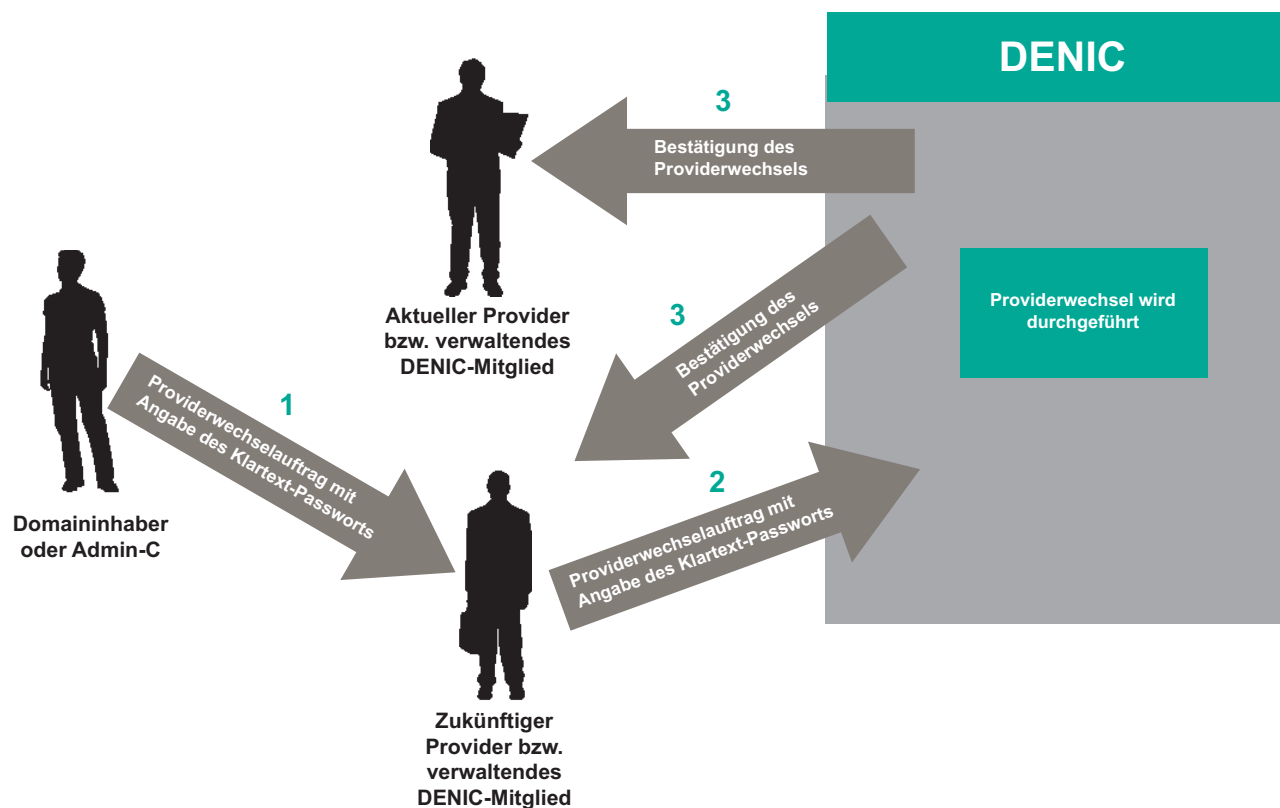 DENIC
3
Bestätigung des
Providerwechsels
Aktueller Provider
bzw. verwaltendes
DENIC-Mitglied
Providerwechsel wird
durchgeführt
3
Bestätigung des
Providerwechsels
1
Providerwechselauftrag mit
Angabe des Klartext-Passworts
Domaininhaber
oder Admin-C
2
Providerwechselauftrag mit
Angabe des Klartext-Passworts
Zukünftiger
Provider bzw.
verwaltendes
DENIC-Mitglied